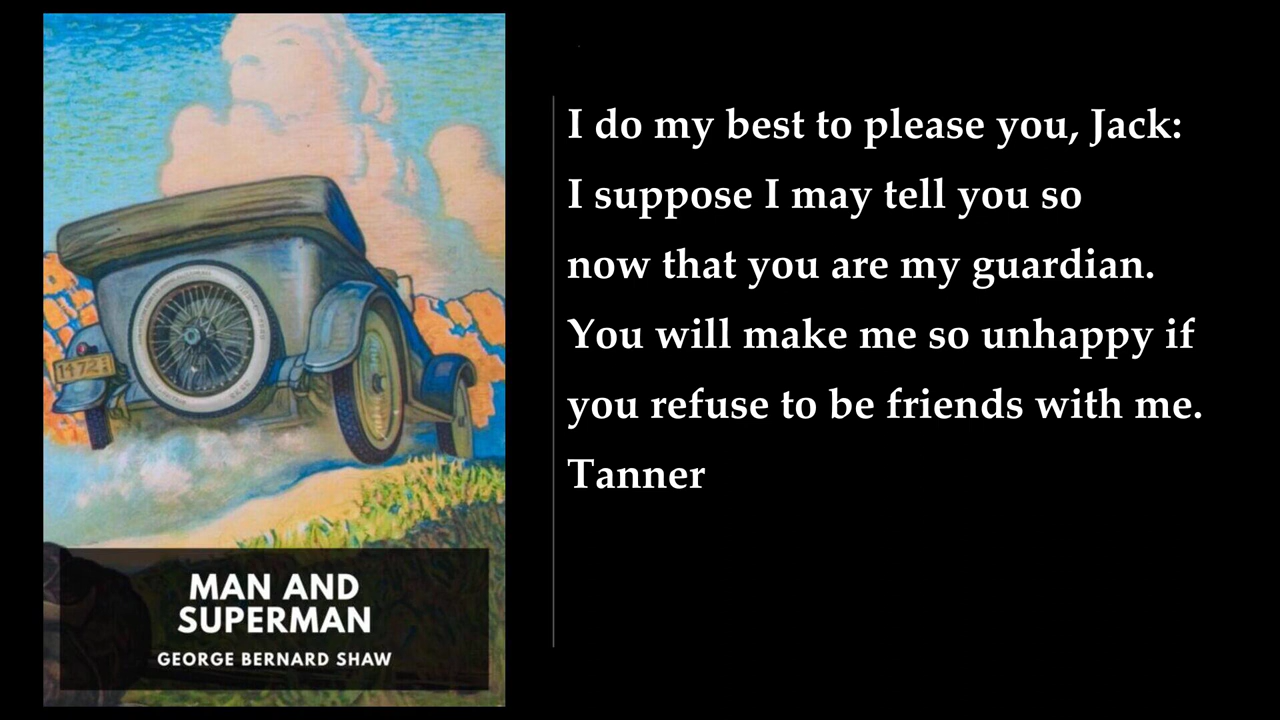 I do my best to please you, Jack:
I suppose I may tell you so
now that you are my guardian.
You will make me so unhappy if
you refuse to be friends with me.
Tanner
1472
MAN AND
SUPERMAN
GEORGE BERNARD SHAW